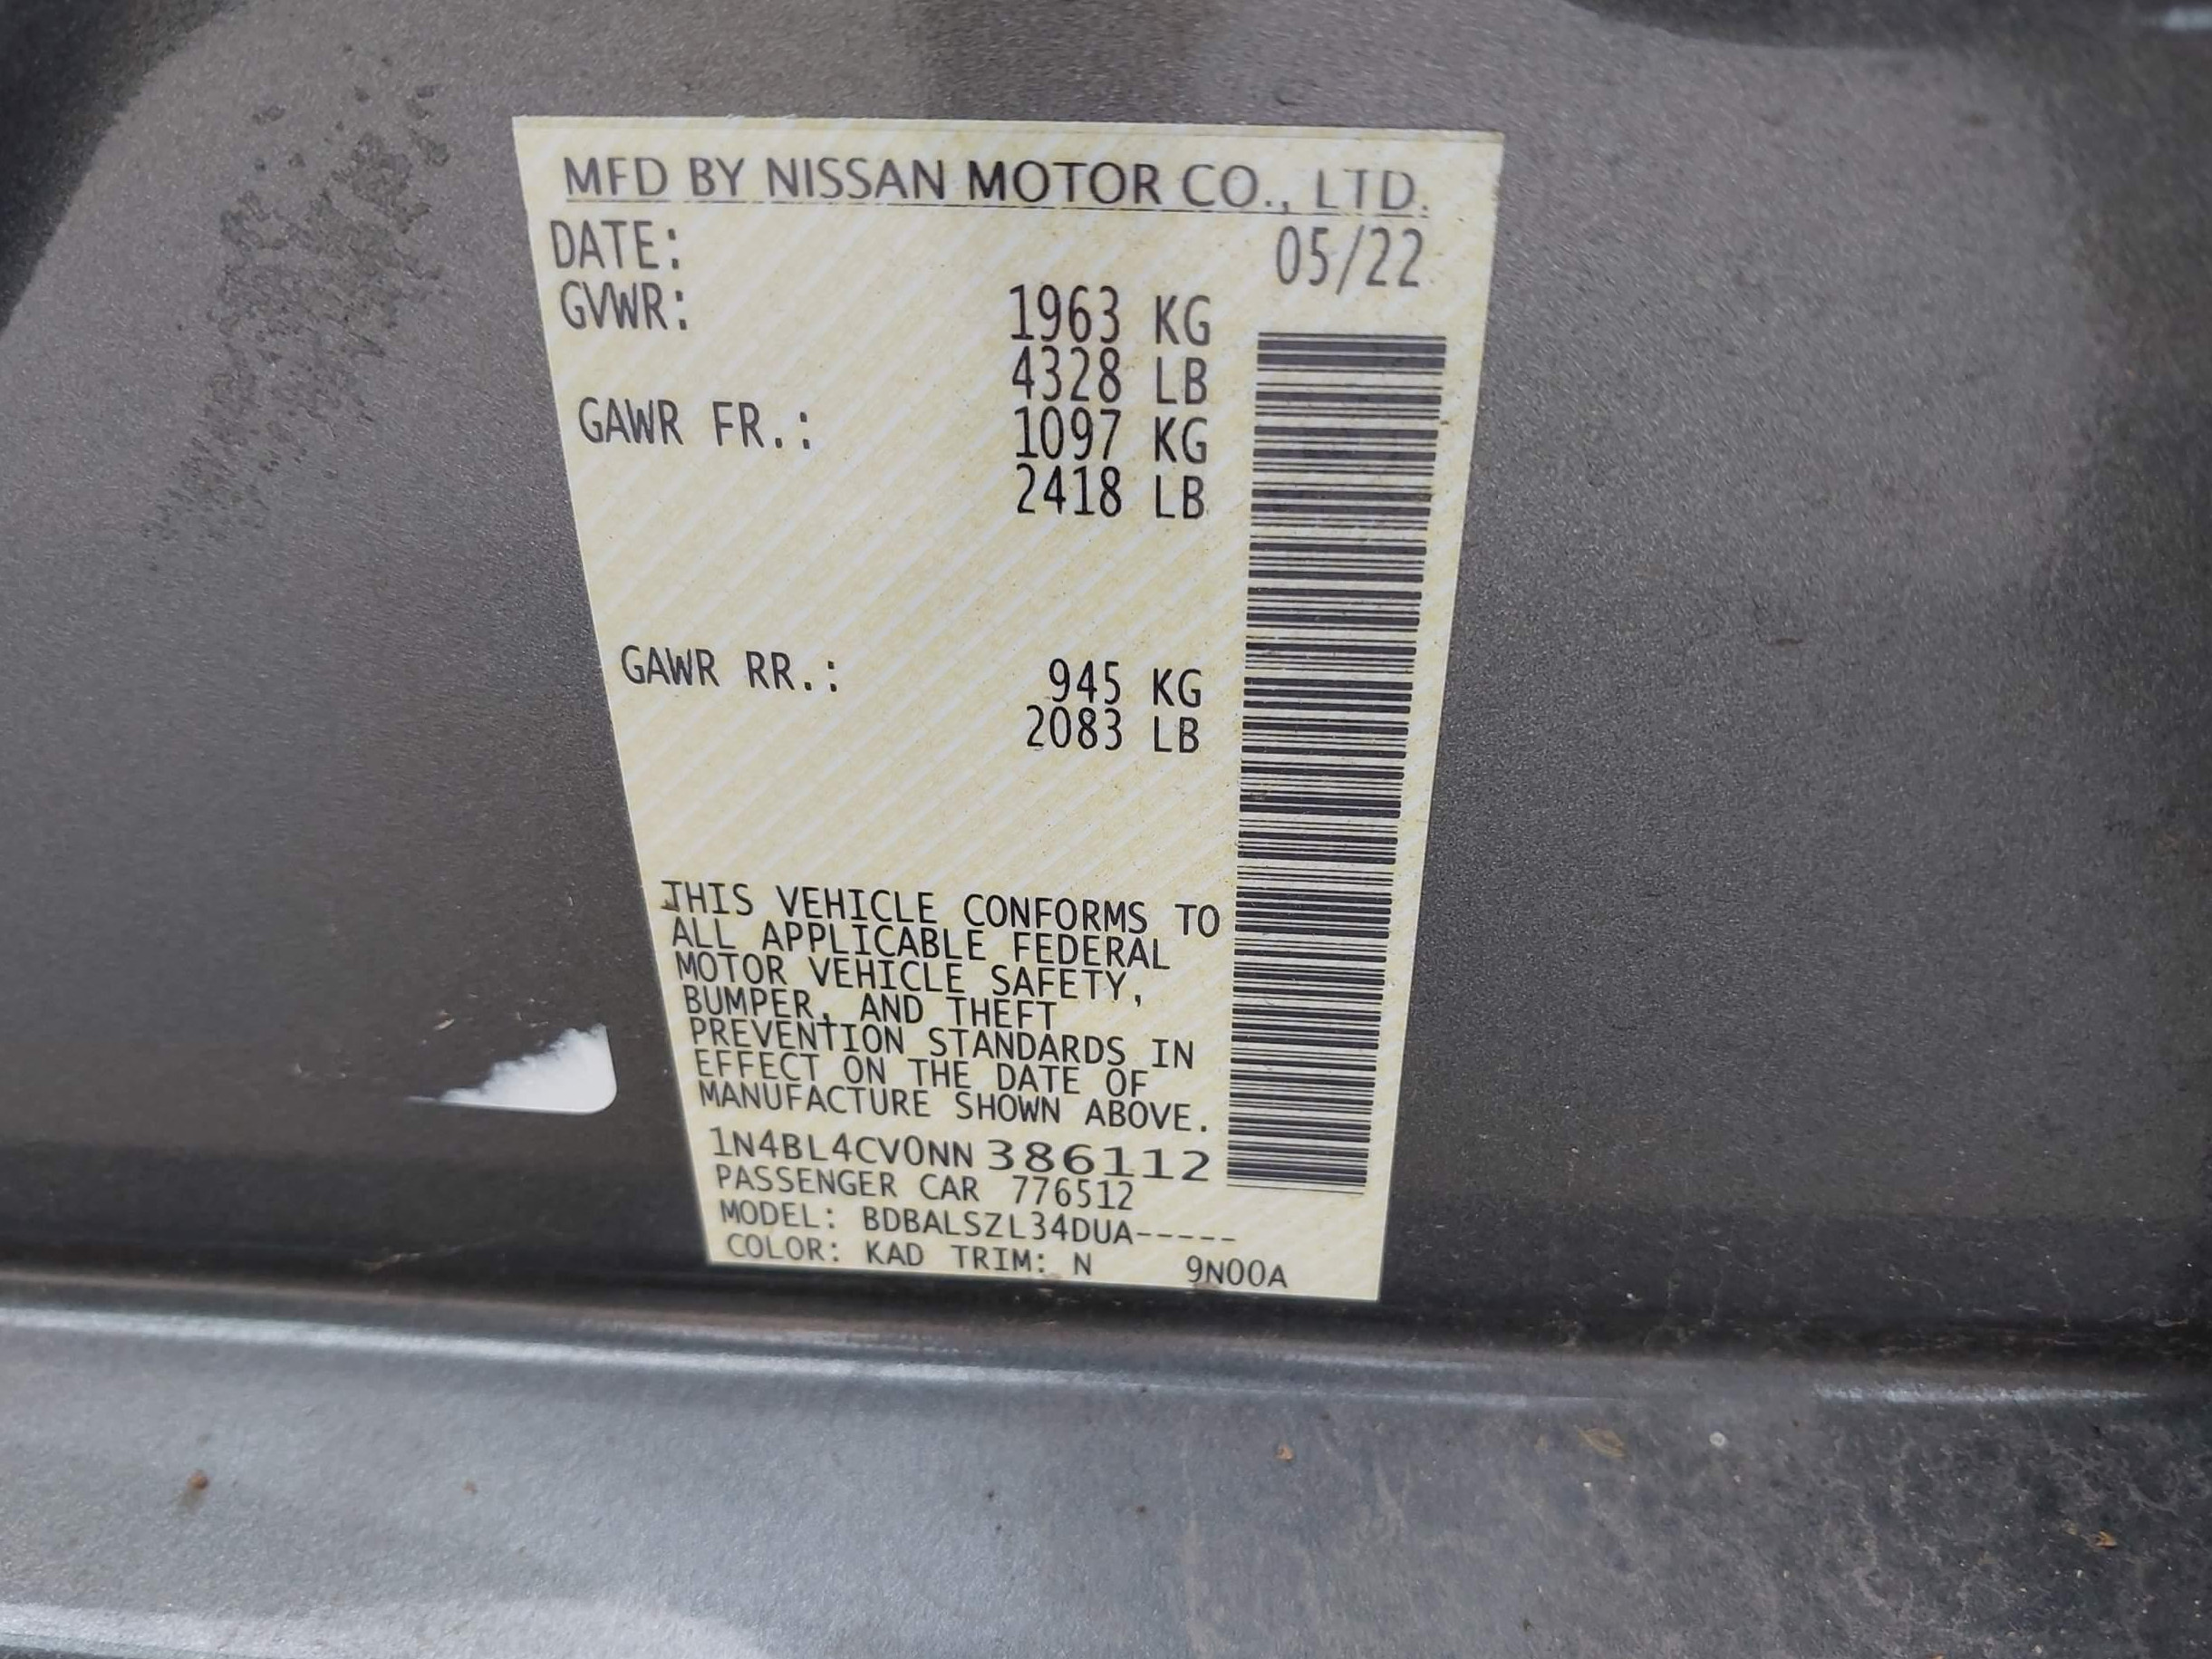 MFD BY NISSAN MOTOR CO., LTD.
DATE: 05/22
GVWR: 1963 KG
4328 LB
GAWR FR.: 1097 KG
2418 LB
GAWR RR.: 945 KG
2083 LB
THIS VEHICLE CONFORMS TO
ALL APPLICABLE FEDERAL
MOTOR VEHICLE SAFETY,
BUMPER, AND THEFT
PREVENTION STANDARDS IN
EFFECT ON THE DATE OF
MANUFACTURE SHOWN ABOVE.
1N4BL4CV0NN 386112
PASSENGER CAR 776512
MODEL: BDBALSZL34DUA-----
COLOR: KAD TRIM: N 9N00A